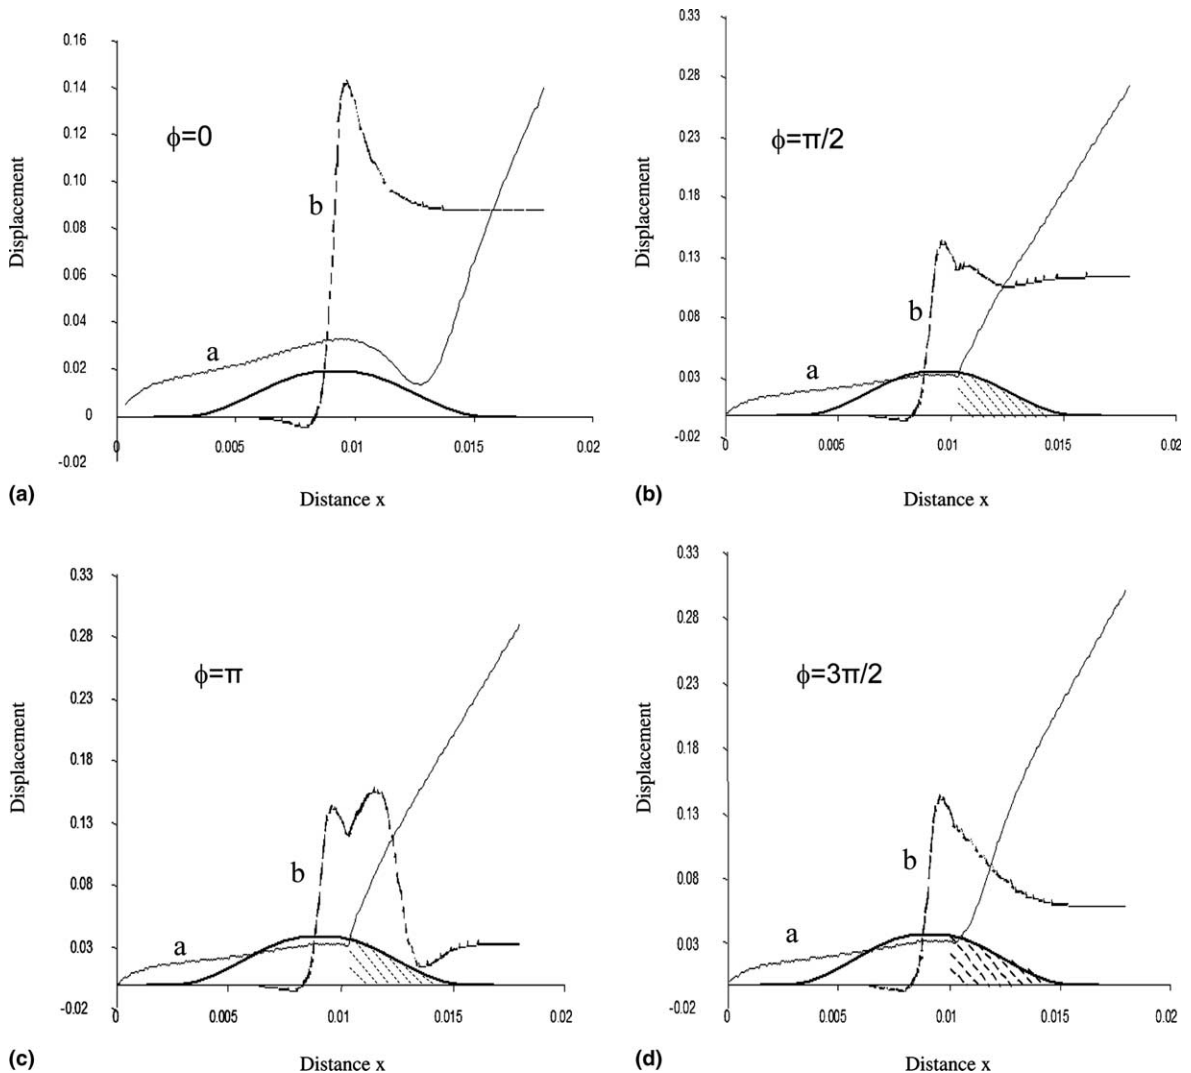 0.16
0.14
0.12
0.10
0.08
0.06
0.04
0.02
0
-0.02
Displacement
ϕ=0
b
a
0 0.005 0.01 0.015 0.02
Distance x
(a)
0.33
0.28
0.23
0.18
0.13
0.08
0.03
-0.02
Displacement
ϕ=π/2
b
a
0 0.005 0.01 0.015 0.02
Distance x
(b)
0.33
0.28
0.23
0.18
0.13
0.08
0.03
-0.02
Displacement
ϕ=π
b
a
0 0.005 0.01 0.015 0.02
Distance x
(c)
0.33
0.28
0.23
0.18
0.13
0.08
0.03
-0.02
Displacement
ϕ=3π/2
b
a
0 0.005 0.01 0.015 0.02
Distance x
(d)